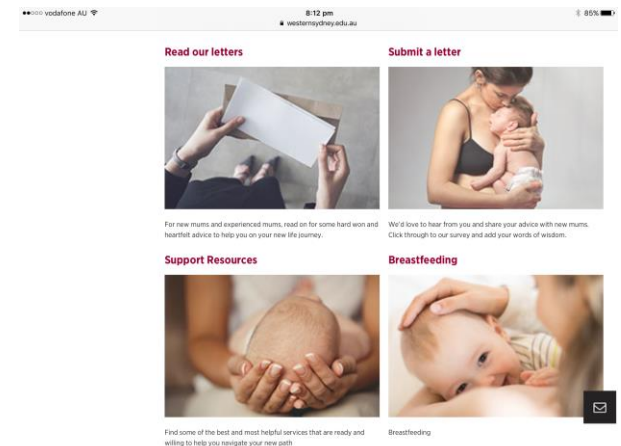 vodafone AU
8:12 pm
85%
westernsydney.edu.au
Read our letters
Submit a letter
For new mums and experienced mums, read on for some hard won and
heartfelt advice to help you on your new life journey.
We'd love to hear from you and share your advice with new mums.
Click through to our survey and add your words of wisdom.
Support Resources
Breastfeeding
Find some of the best and most helpful services that are ready and
willing to help you navigate your new path
Breastfeeding